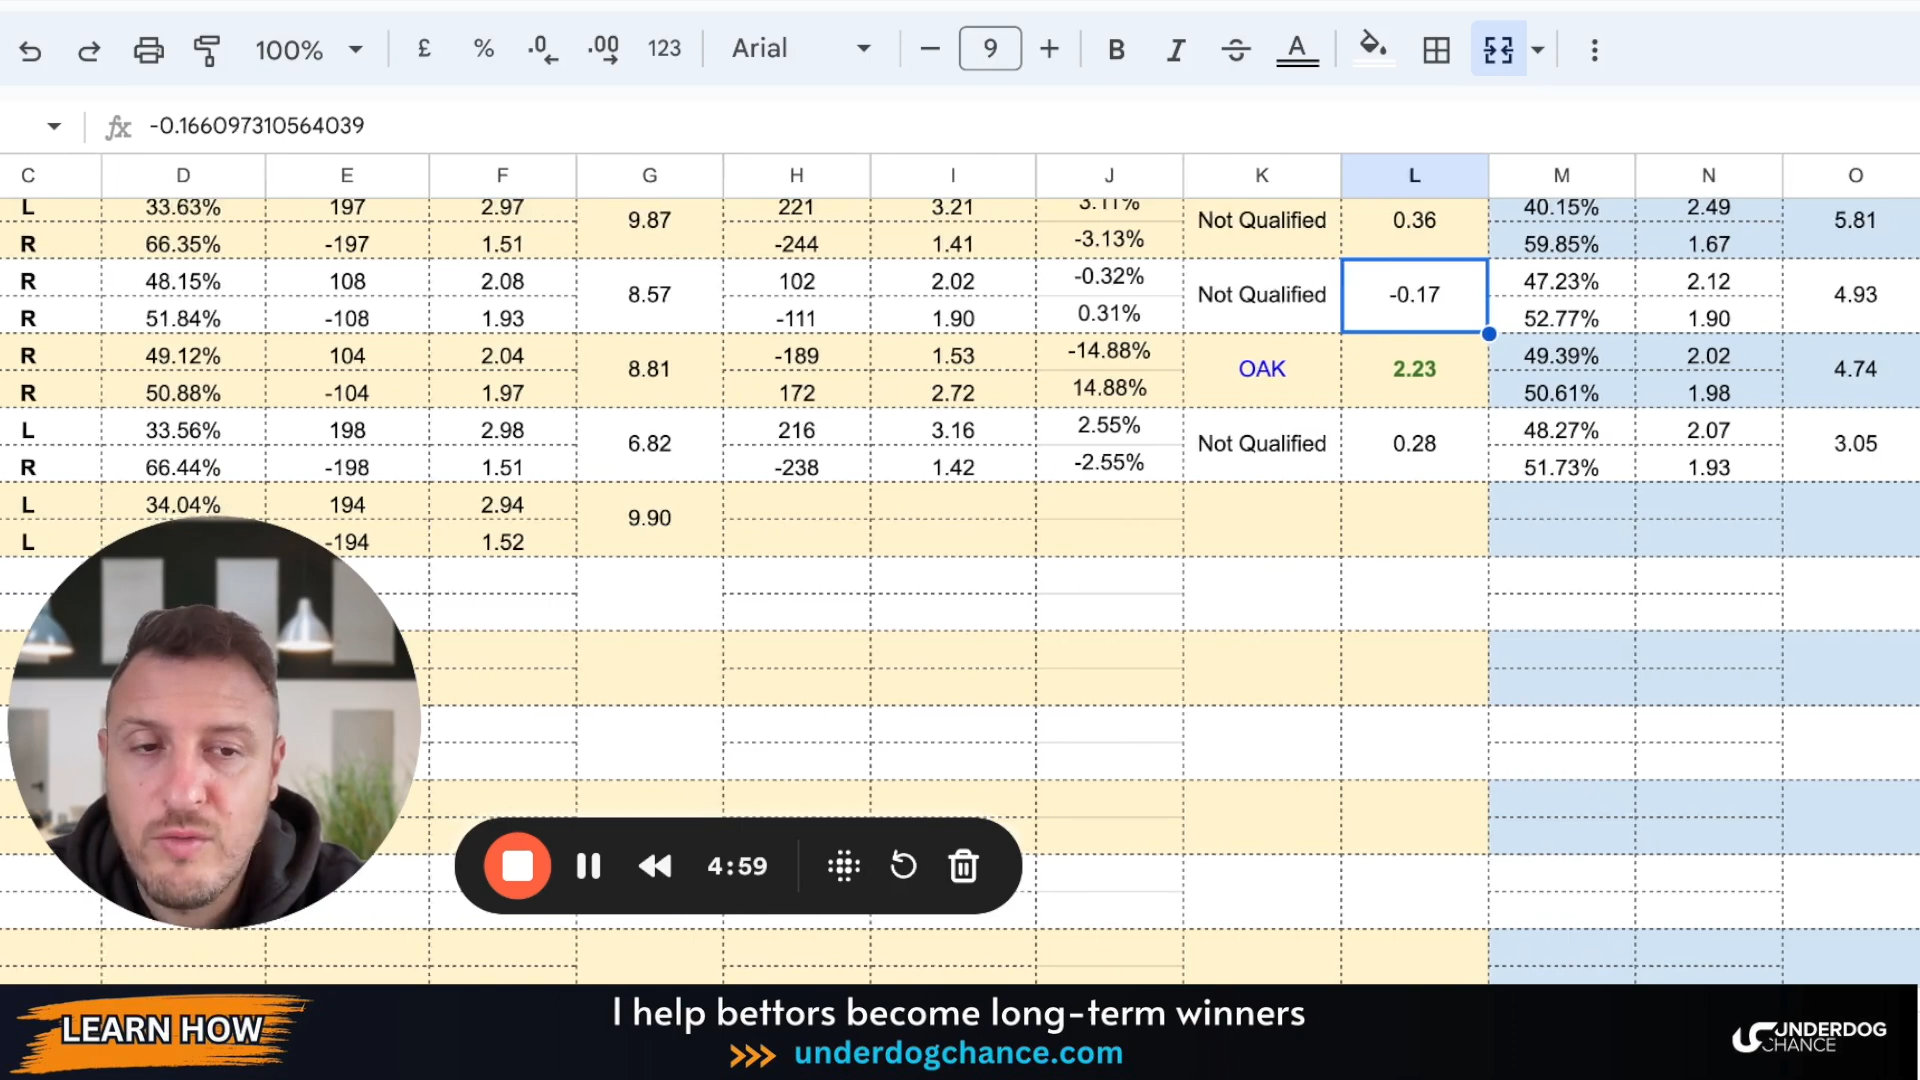 100% £ % .0 .00 123 Arial 9 B I A
fx -0.166097310564039
C D E F G H I J K L M N O
L 33.63% 197 2.97 9.87 221 3.21 3.11% Not Qualified 0.36 40.15% 2.49 5.81
R 66.35% -197 1.51 -244 1.41 -3.13% 59.85% 1.67
R 48.15% 108 2.08 8.57 102 2.02 -0.32% Not Qualified -0.17 47.23% 2.12 4.93
R 51.84% -108 1.93 -111 1.90 0.31% 52.77% 1.90
R 49.12% 104 2.04 8.81 -189 1.53 -14.88% OAK 2.23 49.39% 2.02 4.74
R 50.88% -104 1.97 172 2.72 14.88% 50.61% 1.98
L 33.56% 198 2.98 6.82 216 3.16 2.55% Not Qualified 0.28 48.27% 2.07 3.05
R 66.44% -198 1.51 -238 1.42 -2.55% 51.73% 1.93
L 34.04% 194 2.94 9.90
L -194 1.52
4:59
LEARN HOW
I help bettors become long-term winners
>>> underdogchance.com
UNDERDOG
CHANCE